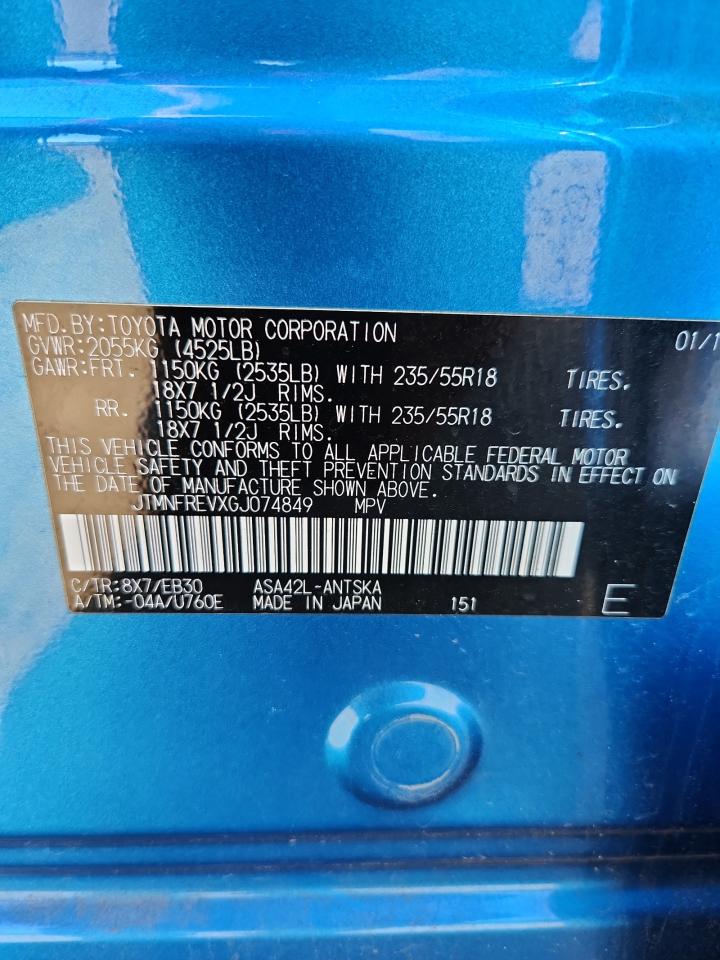 MFD.BY:TOYOTA MOTOR CORPORATION 01/1
GVWR:2055KG (4525LB)
GAWR:FRT. 1150KG (2535LB) WITH 235/55R18 TIRES.
18X7 1/2J RIMS.
RR. 1150KG (2535LB) WITH 235/55R18 TIRES.
18X7 1/2J RIMS.
THIS VEHICLE CONFORMS TO ALL APPLICABLE FEDERAL MOTOR
VEHICLE SAFETY AND THEFT PREVENTION STANDARDS IN EFFECT ON
THE DATE OF MANUFACTURE SHOWN ABOVE.
JTMNFREVXGJ074849 MPV
C/TR:8X7/EB30 ASA42L-ANTSKA
A/TM:-04A/U760E MADE IN JAPAN 151 E